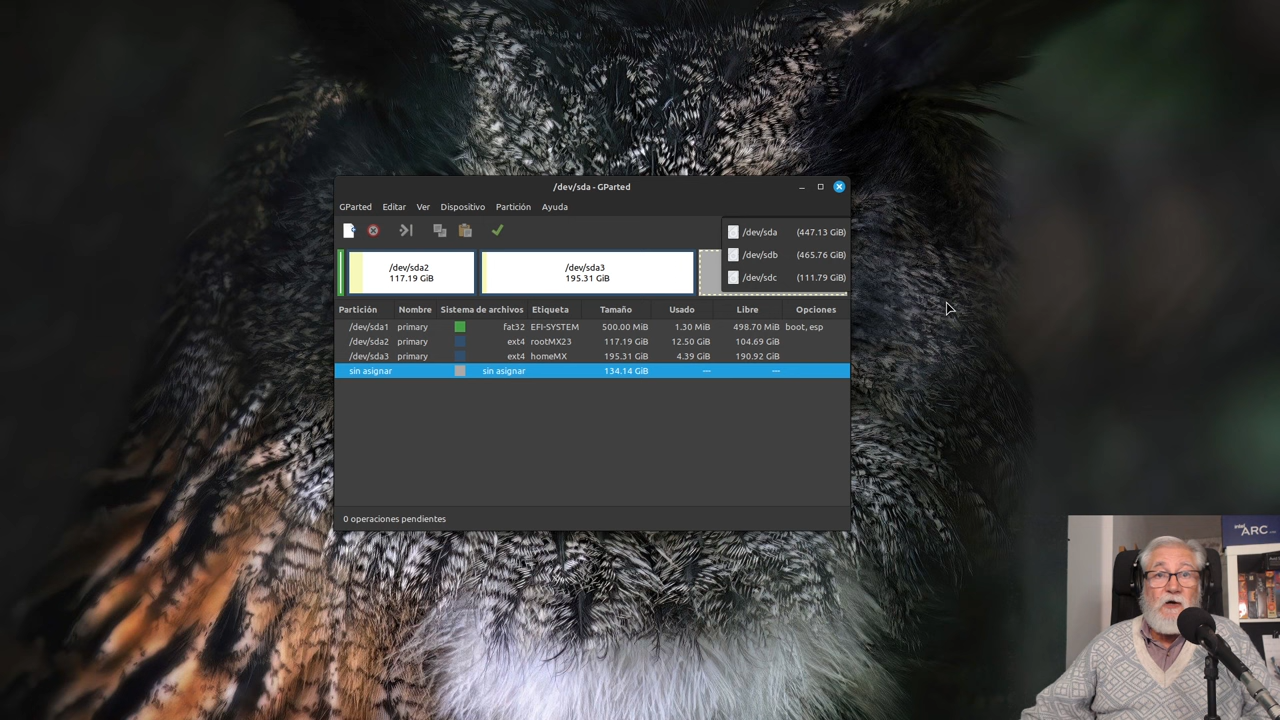 /dev/sda - GParted
GParted Editar Ver Dispositivo Partición Ayuda
/dev/sda (447.13 GiB)
/dev/sdb (465.76 GiB)
/dev/sdc (111.79 GiB)
/dev/sda2
117.19 GiB
/dev/sda3
195.31 GiB
Partición Nombre Sistema de archivos Etiqueta Tamaño Usado Libre Opciones
/dev/sda1 primary fat32 EFI-SYSTEM 500.00 MiB 1.30 MiB 498.70 MiB boot, esp
/dev/sda2 primary ext4 rootMX23 117.19 GiB 12.50 GiB 104.69 GiB
/dev/sda3 primary ext4 homeMX 195.31 GiB 4.39 GiB 190.92 GiB
sin asignar sin asignar 134.14 GiB — —
0 operaciones pendientes
intel
ARC